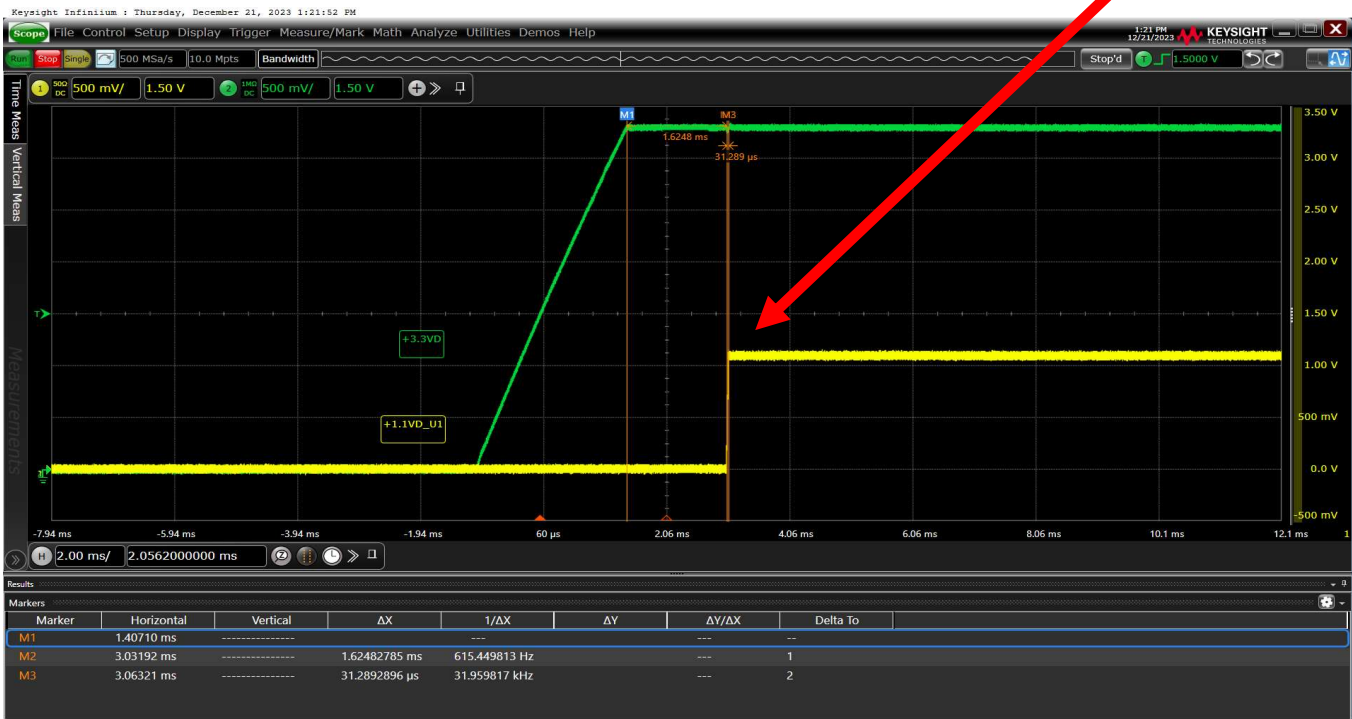 Keysight Infiniium : Thursday, December 21, 2023 1:21:52 PM
Scope File Control Setup Display Trigger Measure/Mark Math Analyze Utilities Demos Help
1:21 PM
12/21/2023
KEYSIGHT
TECHNOLOGIES
X
Run Stop Single 500 MSa/s 10.0 Mpts Bandwidth Stop'd T 1.5000 V
1 50Ω DC 500 mV/ 1.50 V 2 1MΩ DC 500 mV/ 1.50 V
Time Meas
Vertical Meas
Measurements
M1 M3
1.6248 ms
31.289 µs
3.50 V
3.00 V
2.50 V
2.00 V
T 1.50 V
+3.3VD
1.00 V
+1.1VD_U1
500 mV
0.0 V
-500 mV
-7.94 ms -5.94 ms -3.94 ms -1.94 ms 60 µs 2.06 ms 4.06 ms 6.06 ms 8.06 ms 10.1 ms 12.1 ms 1
H 2.00 ms/ 2.0562000000 ms
Results
Markers
Marker Horizontal Vertical ΔX 1/ΔX ΔY ΔY/ΔX Delta To
M1 1.40710 ms --------------- --- --- --
M2 3.03192 ms --------------- 1.62482785 ms 615.449813 Hz --- 1
M3 3.06321 ms --------------- 31.2892896 µs 31.959817 kHz --- 2